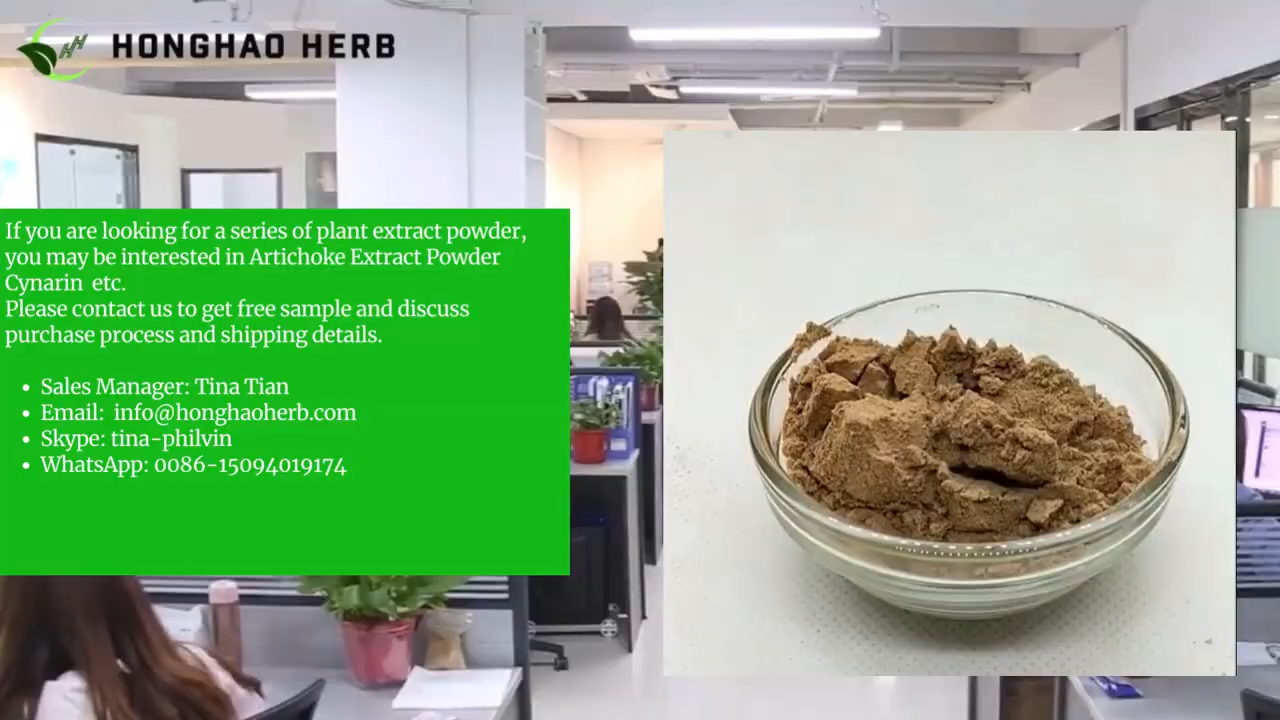 HH HONGHAO HERB
If you are looking for a series of plant extract powder,
you may be interested in Artichoke Extract Powder
Cynarin etc.
Please contact us to get free sample and discuss
purchase process and shipping details.
• Sales Manager: Tina Tian
• Email: info@honghaoherb.com
• Skype: tina-philvin
• WhatsApp: 0086-15094019174